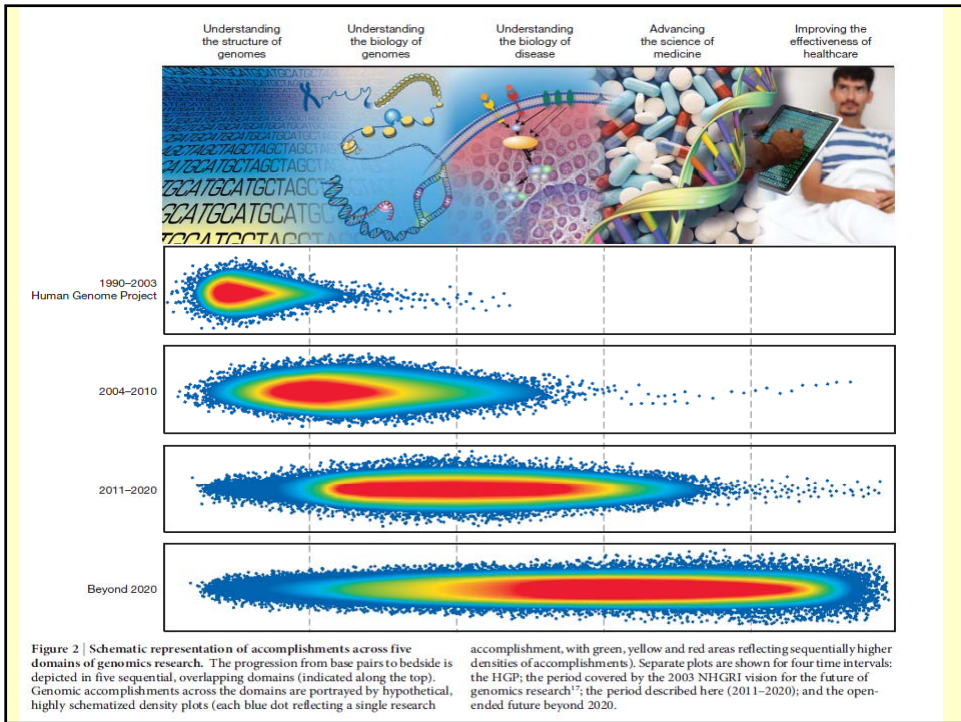 Understanding
the structure of
genomes
Understanding
the biology of
genomes
Understanding
the biology of
disease
Advancing
the science of
medicine
Improving the
effectiveness of
healthcare
1990–2003
Human Genome Project
2004–2010
2011–2020
Beyond 2020
Figure 2 | Schematic representation of accomplishments across five
domains of genomics research. The progression from base pairs to bedside is
depicted in five sequential, overlapping domains (indicated along the top).
Genomic accomplishments across the domains are portrayed by hypothetical,
highly schematized density plots (each blue dot reflecting a single research
accomplishment, with green, yellow and red areas reflecting sequentially higher
densities of accomplishments). Separate plots are shown for four time intervals:
the HGP; the period covered by the 2003 NHGRI vision for the future of
genomics research¹⁷; the period described here (2011–2020); and the open-
ended future beyond 2020.